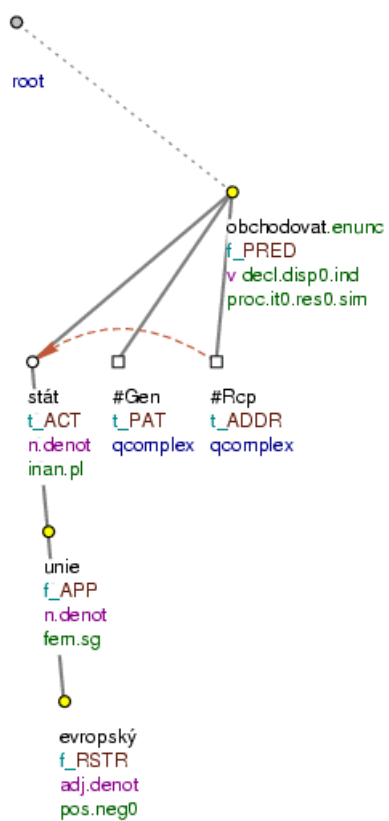 root
obchodovat.enunc
f_PRED
v decl.disp0.ind
proc.it0.res0.sim
stát
t_ACT
n.denot
inan.pl
#Gen
t_PAT
qcomplex
#Rcp
t_ADDR
qcomplex
unie
f_APP
n.denot
fem.sg
evropský
f_RSTR
adj.denot
pos.neg0